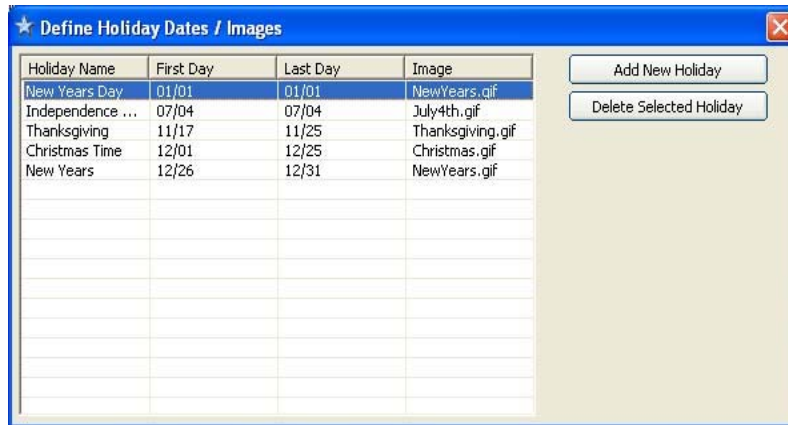 Define Holiday Dates / Images
Holiday Name First Day Last Day Image
New Years Day 01/01 01/01 NewYears.gif
Independence ... 07/04 07/04 July4th.gif
Thanksgiving 11/17 11/25 Thanksgiving.gif
Christmas Time 12/01 12/25 Christmas.gif
New Years 12/26 12/31 NewYears.gif
Add New Holiday
Delete Selected Holiday